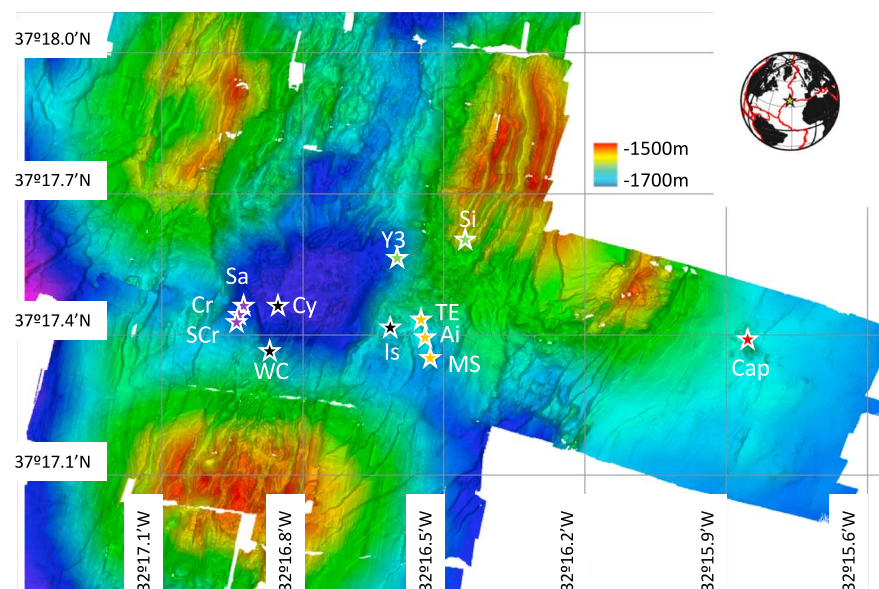 37º18.0’N
-1500m
-1700m
37º17.7’N
Si
Y3
Sa
Cr
Cy
TE
37º17.4’N
SCr
Ai
Is
MS
WC
Cap
37º17.1’N
32º17.1’W
32º16.8’W
32º16.5’W
32º16.2’W
32º15.9’W
32º15.6’W